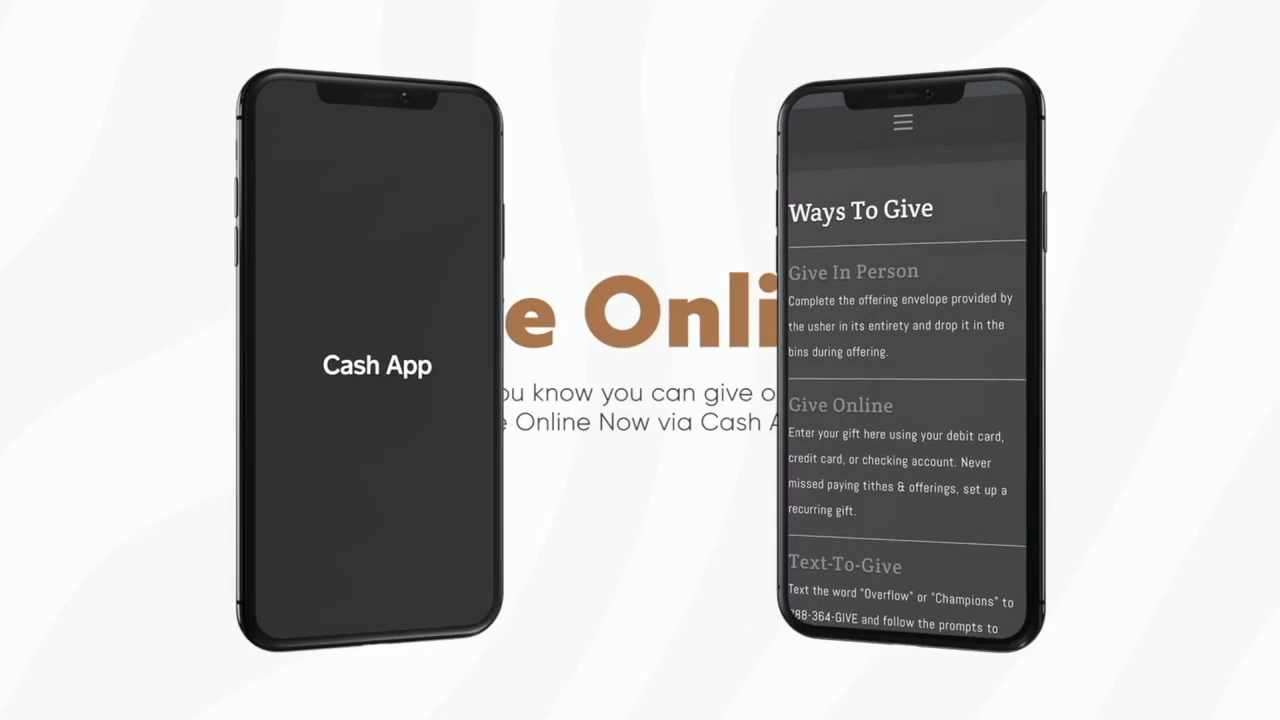 Cash App
e Onli
ou know you can give o
e Online Now via Cash A
Ways To Give
Give In Person
Complete the offering envelope provided by
the usher in its entirety and drop it in the
bins during offering.
Give Online
Enter your gift here using your debit card,
credit card, or checking account. Never
missed paying tithes & offerings, set up a
recurring gift.
Text-To-Give
Text the word "Overflow" or "Champions" to
888-364-GIVE and follow the prompts to